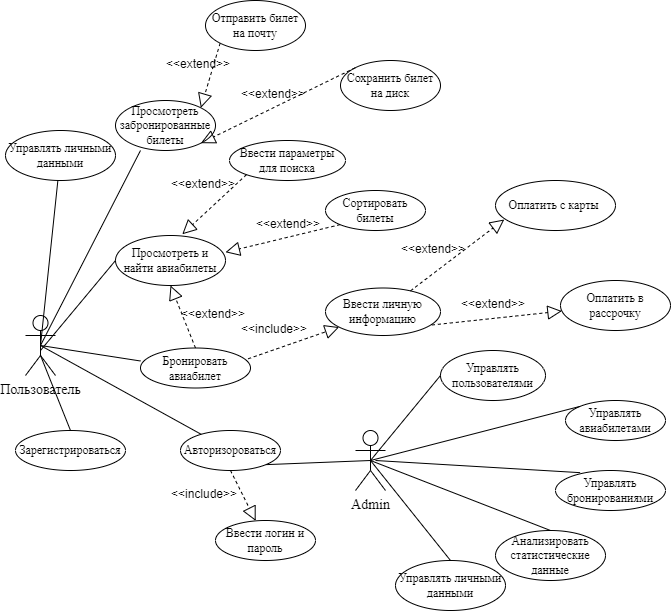 Отправить билет
на почту
<<extend>>
Сохранить билет
на диск
<<extend>>
Просмотреть
забронированные
билеты
Управлять личными
данными
Ввести параметры
для поиска
<<extend>>
Сортировать
билеты
Оплатить с карты
<<extend>>
Просмотреть и
найти авиабилеты
<<extend>>
<<extend>>
Ввести личную
информацию
<<extend>>
Оплатить в
рассрочку
<<include>>
Пользователь
Бронировать
авиабилет
Управлять
пользователями
Управлять
авиабилетами
Зарегистрироваться
Авторизороваться
Admin
<<include>>
Управлять
бронированиями
Ввести логин и
пароль
Анализировать
статистические
данные
Управлять личными
данными